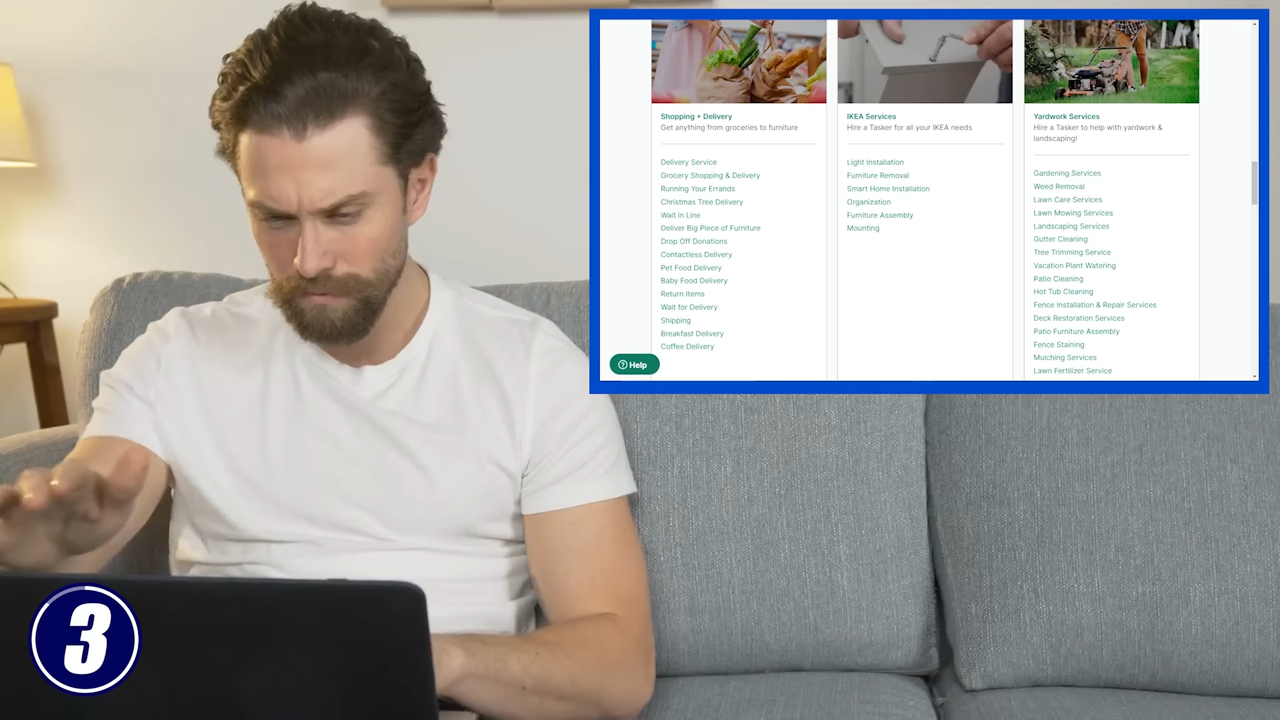 Shopping + Delivery
Get anything from groceries to furniture
Delivery Service
Grocery Shopping & Delivery
Running Your Errands
Christmas Tree Delivery
Wait in Line
Deliver Big Piece of Furniture
Drop Off Donations
Contactless Delivery
Pet Food Delivery
Baby Food Delivery
Return Items
Wait for Delivery
Shipping
Breakfast Delivery
Coffee Delivery
Help
IKEA Services
Hire a Tasker for all your IKEA needs
Light Installation
Furniture Removal
Smart Home Installation
Organization
Furniture Assembly
Mounting
Yardwork Services
Hire a Tasker to help with yardwork &
landscaping!
Gardening Services
Weed Removal
Lawn Care Services
Lawn Mowing Services
Landscaping Services
Gutter Cleaning
Tree Trimming Service
Vacation Plant Watering
Patio Cleaning
Hot Tub Cleaning
Fence Installation & Repair Services
Deck Restoration Services
Patio Furniture Assembly
Fence Staining
Mulching Services
Lawn Fertilizer Service
3